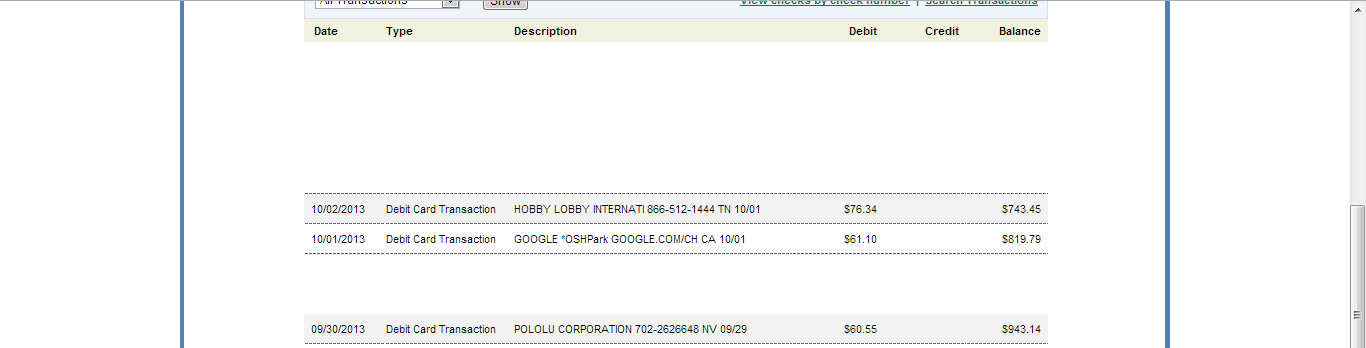 All Transactions Show View checks by check number | Search Transactions
Date Type Description Debit Credit Balance
10/02/2013 Debit Card Transaction HOBBY LOBBY INTERNATI 866-512-1444 TN 10/01 $76.34 $743.45
10/01/2013 Debit Card Transaction GOOGLE *OSHPark GOOGLE.COM/CH CA 10/01 $61.10 $819.79
09/30/2013 Debit Card Transaction POLOLU CORPORATION 702-2626648 NV 09/29 $60.55 $943.14